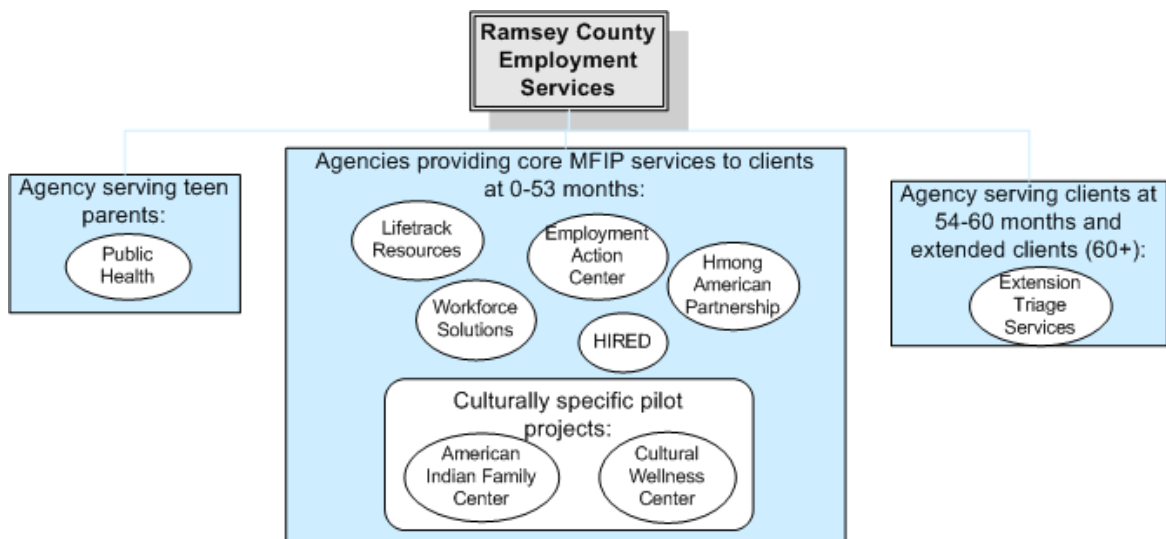 Ramsey County
Employment
Services
Agency serving teen
parents:
Public
Health
Agencies providing core MFIP services to clients
at 0-53 months:
Lifetrack
Resources
Employment
Action
Center
Hmong
American
Partnership
Workforce
Solutions
HIRED
Culturally specific pilot
projects:
American
Indian Family
Center
Cultural
Wellness
Center
Agency serving clients at
54-60 months and
extended clients (60+):
Extension
Triage
Services